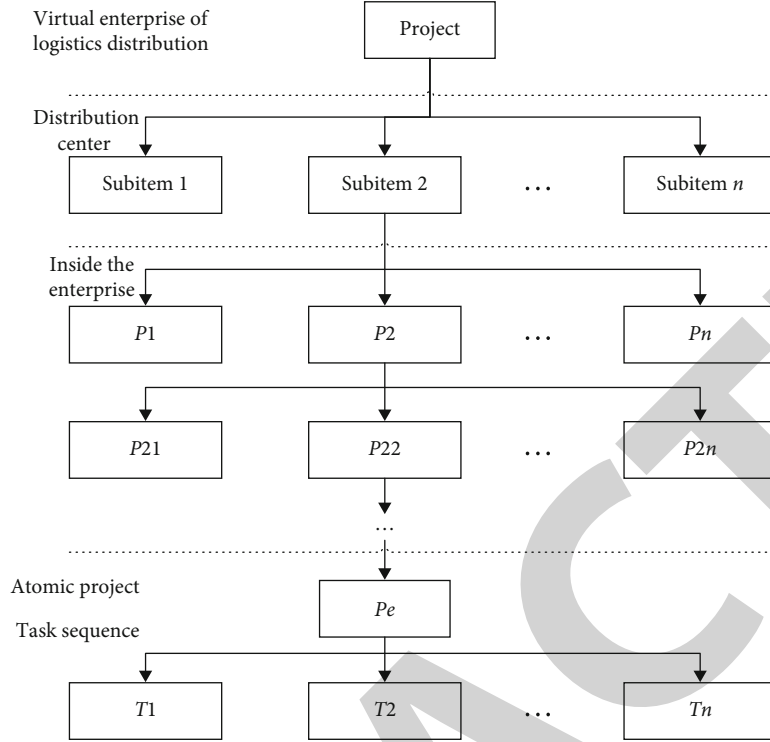 Virtual enterprise of
logistics distribution
Project
Distribution
center
Subitem 1
Subitem 2
...
Subitem n
Inside the
enterprise
P1
P2
...
Pn
P21
P22
...
P2n
...
Atomic project
Pe
Task sequence
T1
T2
...
Tn